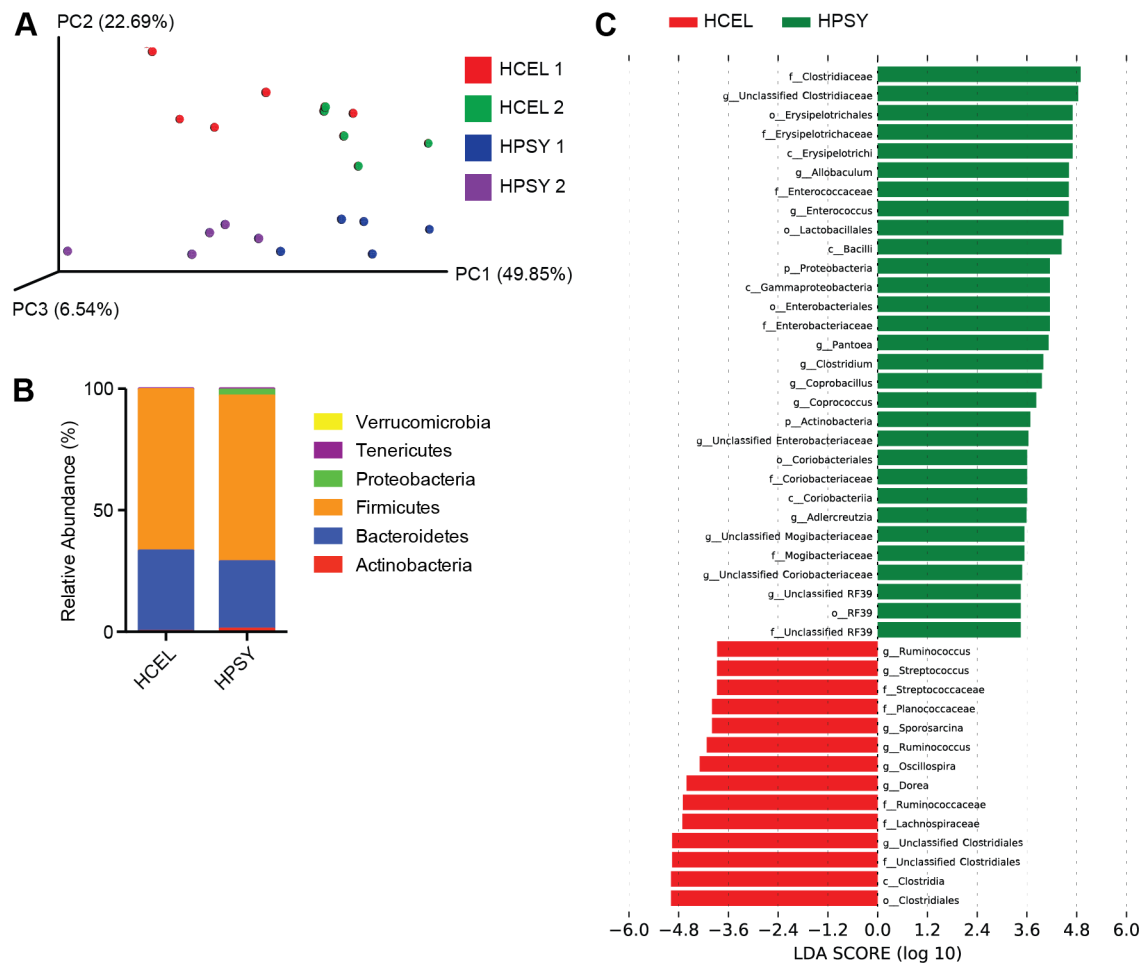 A
PC2 (22.69%)
PC1 (49.85%)
PC3 (6.54%)
HCEL 1
HCEL 2
HPSY 1
HPSY 2
B
Relative Abundance (%)
100
50
0
HCEL
HPSY
Verrucomicrobia
Tenericutes
Proteobacteria
Firmicutes
Bacteroidetes
Actinobacteria
C
HCEL
HPSY
f__Clostridiaceae
g__Unclassified Clostridiaceae
o__Erysipelotrichales
f__Erysipelotrichaceae
c__Erysipelotrichi
g__Allobaculum
f__Enterococcaceae
g__Enterococcus
o__Lactobacillales
c__Bacilli
p__Proteobacteria
c__Gammaproteobacteria
o__Enterobacteriales
f__Enterobacteriaceae
g__Pantoea
g__Clostridium
g__Coprobacillus
g__Coprococcus
p__Actinobacteria
g__Unclassified Enterobacteriaceae
o__Coriobacteriales
f__Coriobacteriaceae
c__Coriobacteriia
g__Adlercreutzia
g__Unclassified Mogibacteriaceae
f__Mogibacteriaceae
g__Unclassified Coriobacteriaceae
g__Unclassified RF39
o__RF39
f__Unclassified RF39
g__Ruminococcus
g__Streptococcus
f__Streptococcaceae
f__Planococcaceae
g__Sporosarcina
g__Ruminococcus
g__Oscillospira
g__Dorea
f__Ruminococcaceae
f__Lachnospiraceae
g__Unclassified Clostridiales
f__Unclassified Clostridiales
c__Clostridia
o__Clostridiales
−6.0 −4.8 −3.6 −2.4 −1.2 0.0 1.2 2.4 3.6 4.8 6.0
LDA SCORE (log 10)